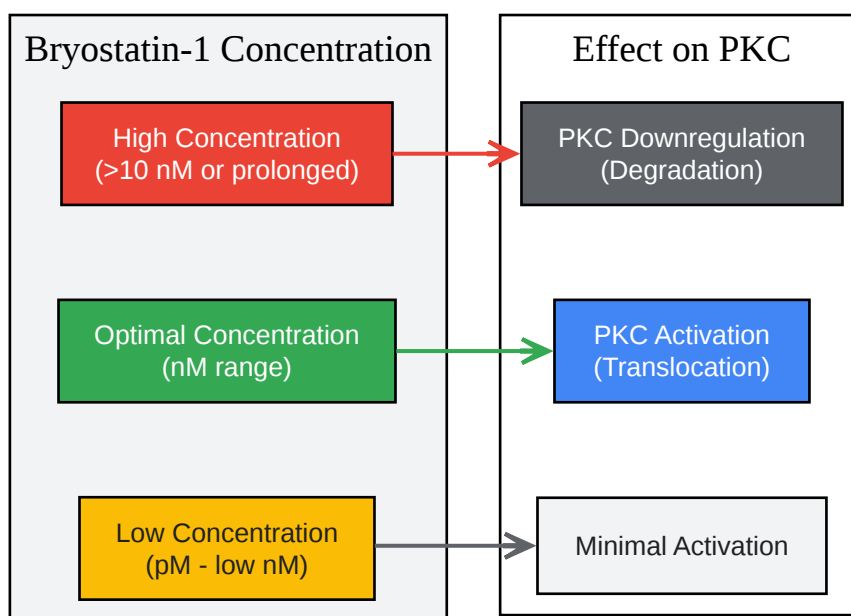 Bryostatin-1 Concentration
Effect on PKC
High Concentration
(>10 nM or prolonged)
PKC Downregulation
(Degradation)
Optimal Concentration
(nM range)
PKC Activation
(Translocation)
Low Concentration
(pM - low nM)
Minimal Activation